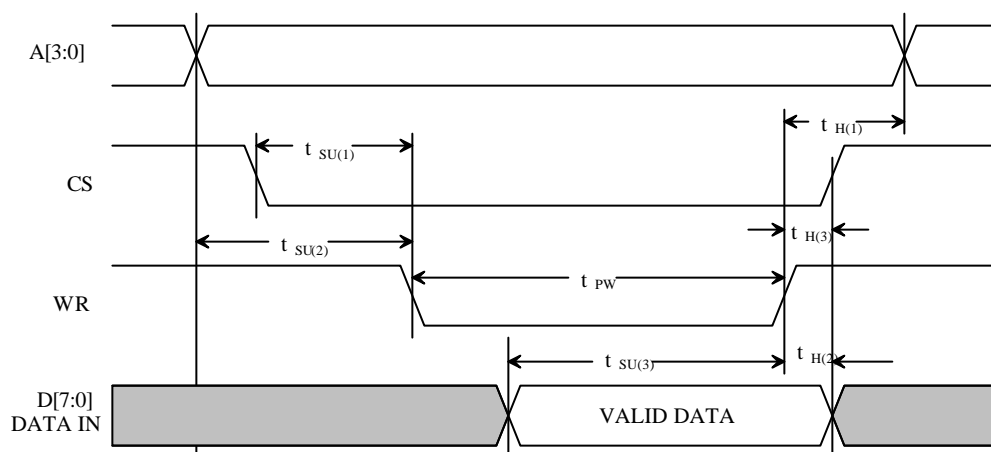 A[3:0]
t H(1)
t SU(1)
CS
t SU(2)
t H(3)
t PW
WR
t SU(3)
t H(2)
D[7:0]
DATA IN
VALID DATA